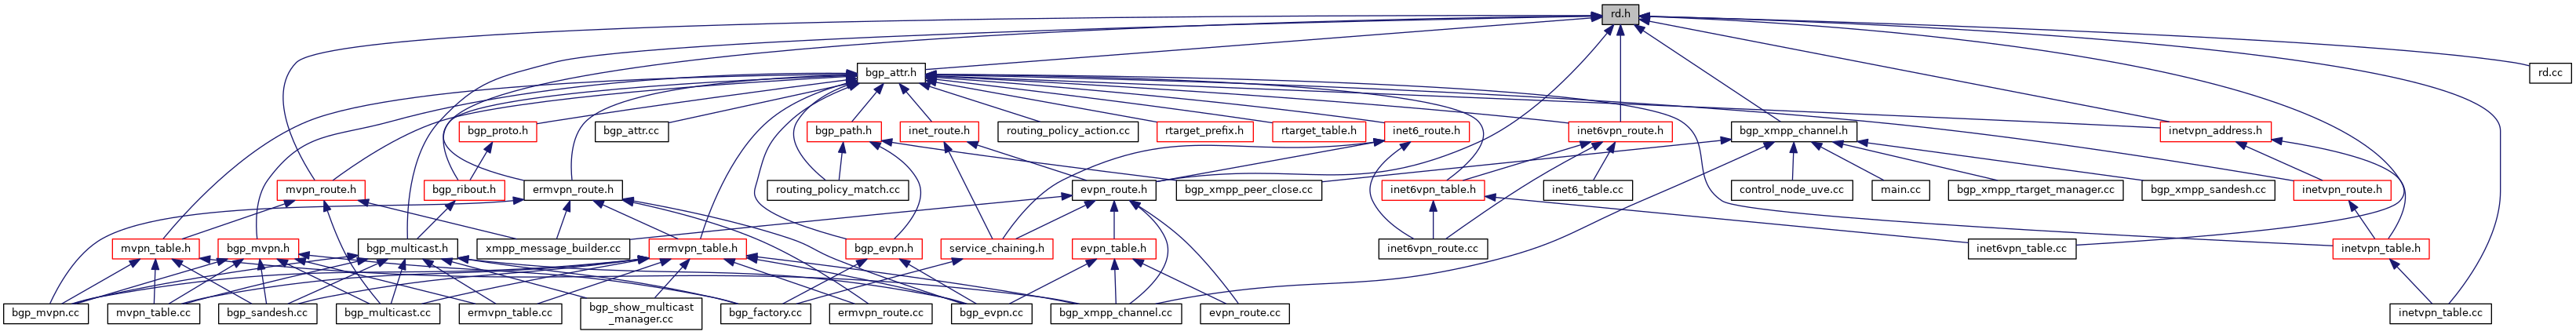 rd.h
bgp_attr.h
rd.cc
bgp_proto.h
bgp_attr.cc
bgp_path.h
inet_route.h
routing_policy_action.cc
rtarget_prefix.h
rtarget_table.h
inet6_route.h
inet6vpn_route.h
bgp_xmpp_channel.h
inetvpn_address.h
mvpn_route.h
bgp_ribout.h
ermvpn_route.h
routing_policy_match.cc
evpn_route.h
bgp_xmpp_peer_close.cc
inet6vpn_table.h
inet6_table.cc
control_node_uve.cc
main.cc
bgp_xmpp_rtarget_manager.cc
bgp_xmpp_sandesh.cc
inetvpn_route.h
mvpn_table.h
bgp_mvpn.h
bgp_multicast.h
xmpp_message_builder.cc
ermvpn_table.h
bgp_evpn.h
service_chaining.h
evpn_table.h
inet6vpn_route.cc
inet6vpn_table.cc
inetvpn_table.h
bgp_mvpn.cc
mvpn_table.cc
bgp_sandesh.cc
bgp_multicast.cc
ermvpn_table.cc
bgp_show_multicast
_manager.cc
bgp_factory.cc
ermvpn_route.cc
bgp_evpn.cc
bgp_xmpp_channel.cc
evpn_route.cc
inetvpn_table.cc